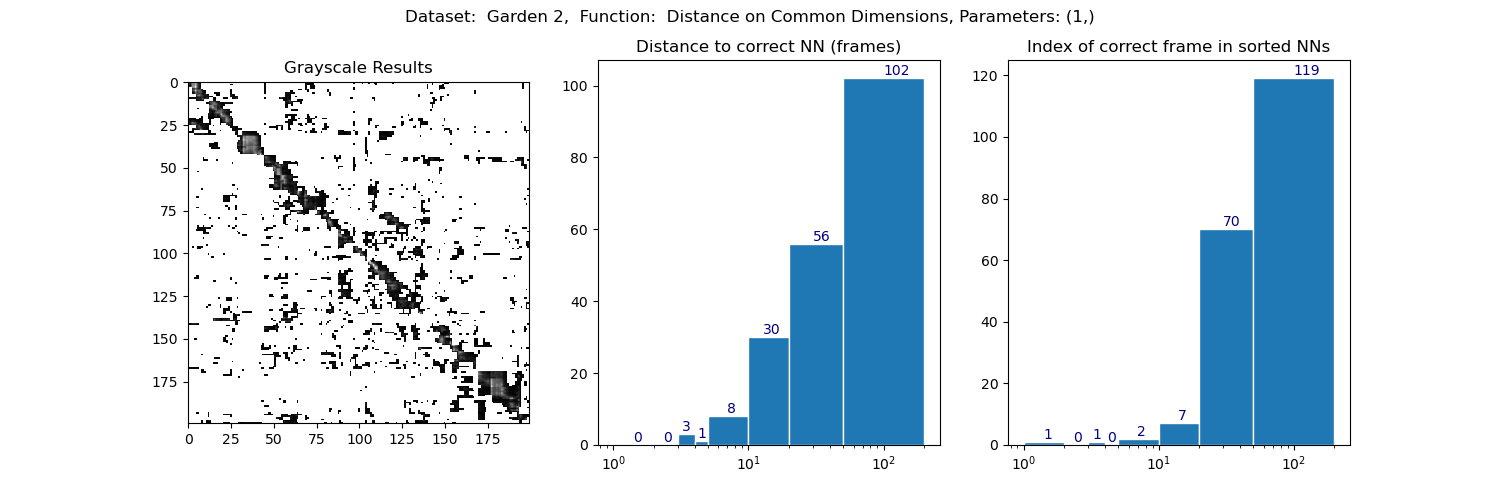 Dataset:  Garden 2,  Function:  Distance on Common Dimensions, Parameters: (1,)
Grayscale Results
0
25
50
75
100
125
150
175
0 25 50 75 100 125 150 175
Distance to correct NN (frames)
100
80
60
40
20
0
0 0 3 1 8 30 56 102
10⁰ 10¹ 10²
Index of correct frame in sorted NNs
120
100
80
60
40
20
0
1 0 1 0 2 7 70 119
10⁰ 10¹ 10²